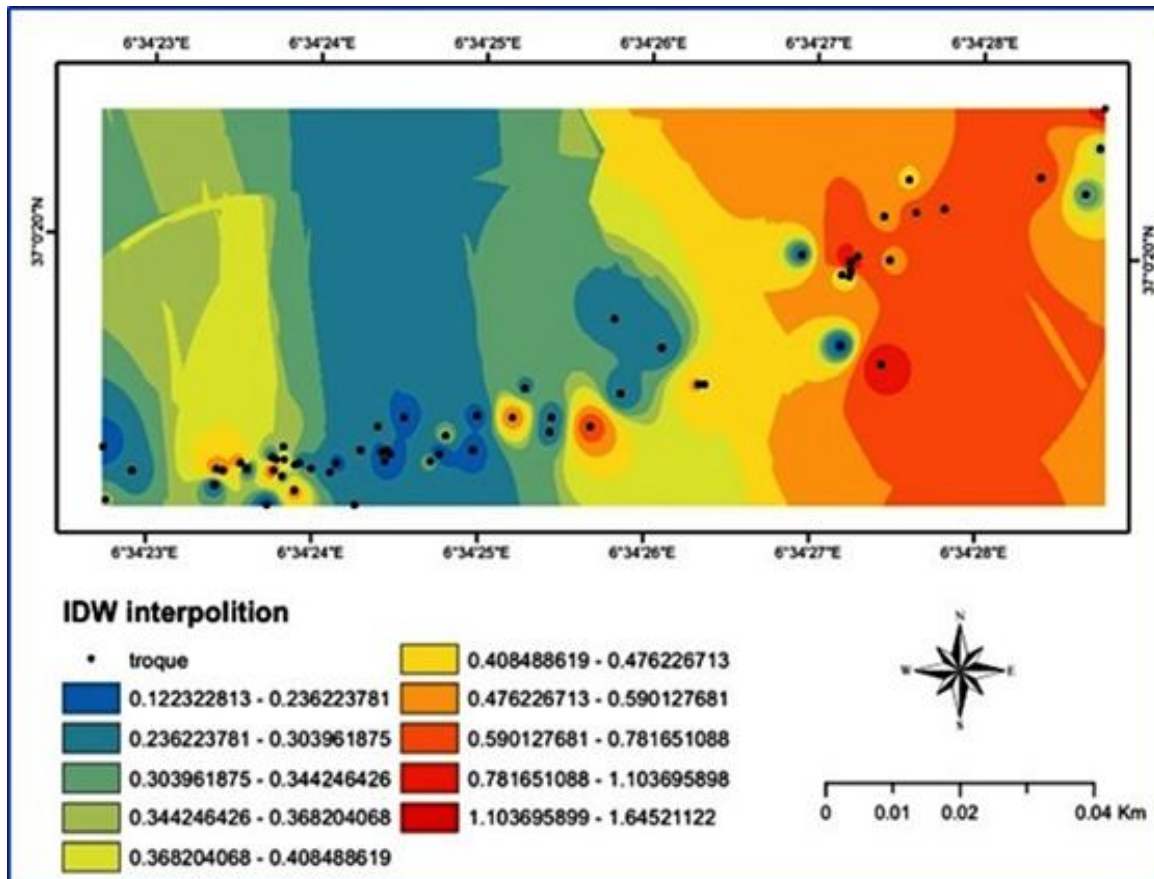 6°34'23"E 6°34'24"E 6°34'25"E 6°34'26"E 6°34'27"E 6°34'28"E
37°0'20"N
37°0'20"N
6°34'23"E 6°34'24"E 6°34'25"E 6°34'26"E 6°34'27"E 6°34'28"E
IDW interpolition
troque
0.122322813 - 0.236223781
0.236223781 - 0.303961875
0.303961875 - 0.344246426
0.344246426 - 0.368204068
0.368204068 - 0.408488619
0.408488619 - 0.476226713
0.476226713 - 0.590127681
0.590127681 - 0.781651088
0.781651088 - 1.103695898
1.103695899 - 1.64521122
N
W E
S
0 0.01 0.02 0.04 Km